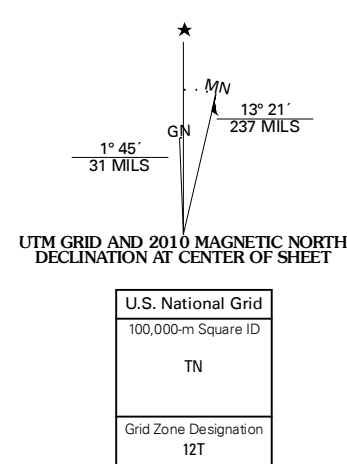 MN
GN
13° 21´
237 MILS
1° 45´
31 MILS
UTM GRID AND 2010 MAGNETIC NORTH
DECLINATION AT CENTER OF SHEET
U.S. National Grid
100,000-m Square ID
TN
Grid Zone Designation
12T